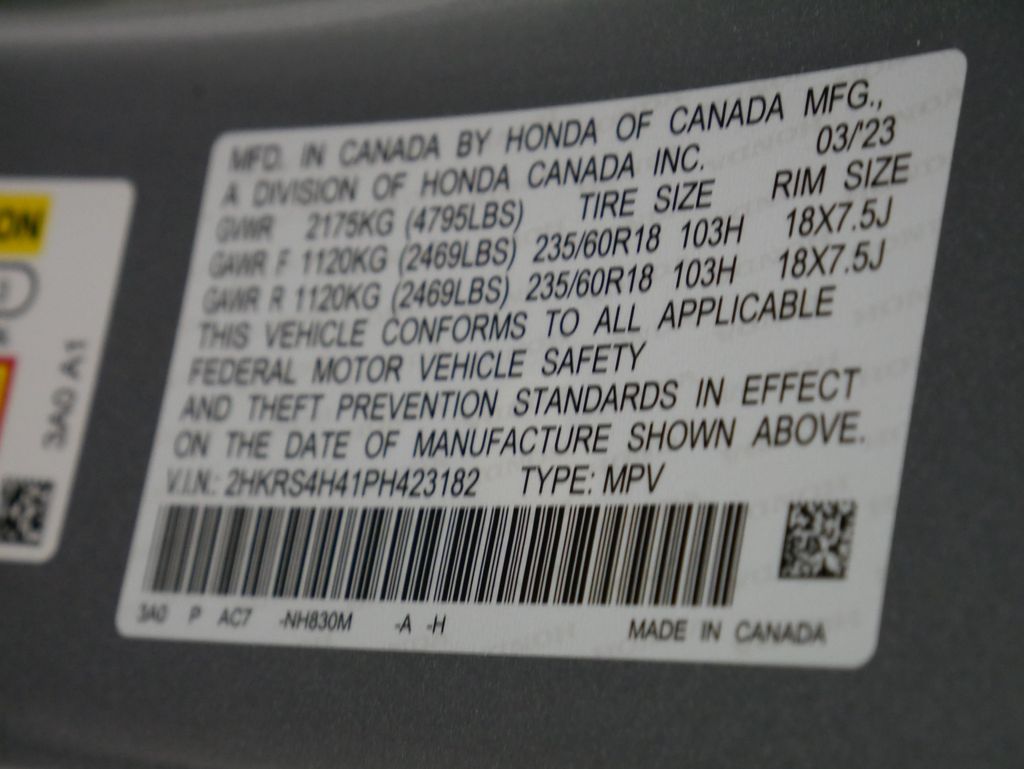 MFD. IN CANADA BY HONDA OF CANADA MFG.,
A DIVISION OF HONDA CANADA INC. 03/'23
GVWR 2175KG (4795LBS) TIRE SIZE RIM SIZE
GAWR F 1120KG (2469LBS) 235/60R18 103H 18X7.5J
GAWR R 1120KG (2469LBS) 235/60R18 103H 18X7.5J
THIS VEHICLE CONFORMS TO ALL APPLICABLE
FEDERAL MOTOR VEHICLE SAFETY
AND THEFT PREVENTION STANDARDS IN EFFECT
ON THE DATE OF MANUFACTURE SHOWN ABOVE.
V.I.N.: 2HKRS4H41PH423182 TYPE: MPV
3A0 P AC7 -NH830M -A -H
MADE IN CANADA
ON
3A0 A1